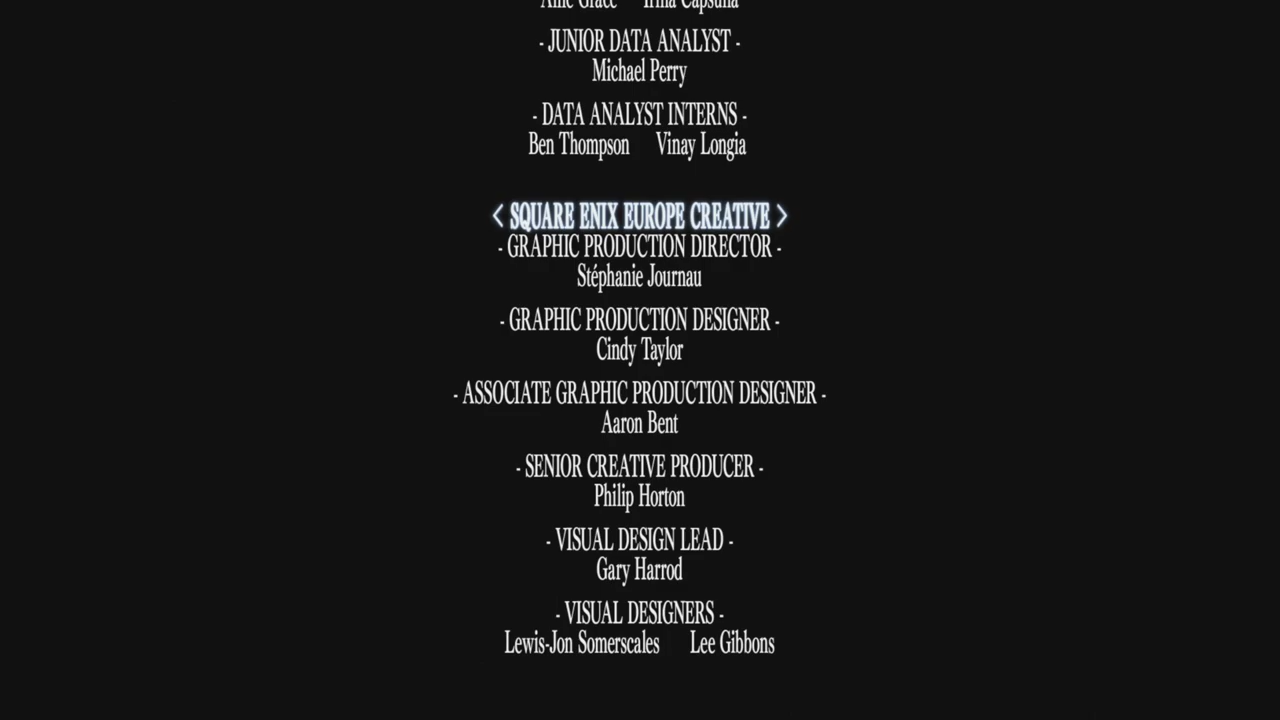 - JUNIOR DATA ANALYST -
Michael Perry
- DATA ANALYST INTERNS -
Ben Thompson Vinay Longia
< SQUARE ENIX EUROPE CREATIVE >
- GRAPHIC PRODUCTION DIRECTOR -
Stéphanie Journau
- GRAPHIC PRODUCTION DESIGNER -
Cindy Taylor
- ASSOCIATE GRAPHIC PRODUCTION DESIGNER -
Aaron Bent
- SENIOR CREATIVE PRODUCER -
Philip Horton
- VISUAL DESIGN LEAD -
Gary Harrod
- VISUAL DESIGNERS -
Lewis-Jon Somerscales Lee Gibbons